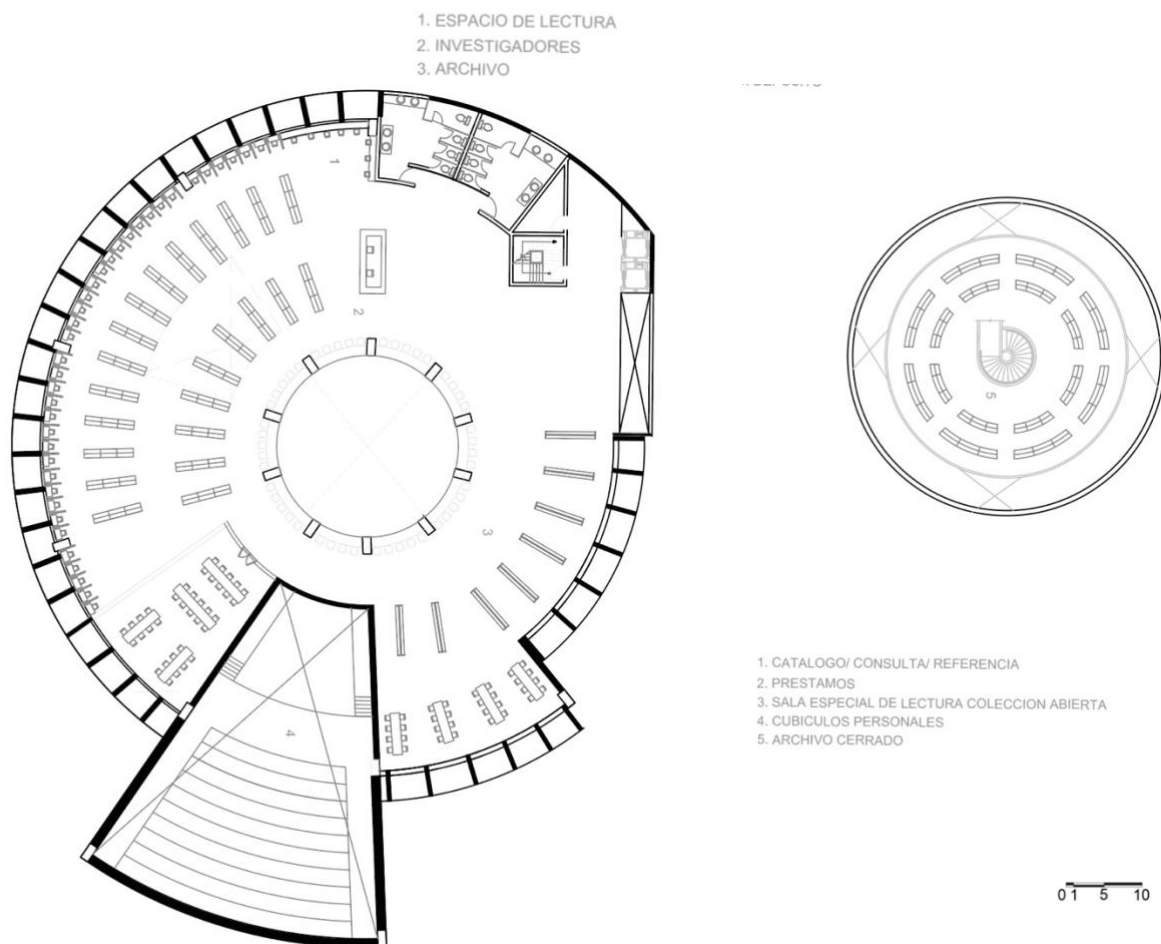 1. ESPACIO DE LECTURA
2. INVESTIGADORES
3. ARCHIVO
1
2
3
4
5
1. CATALOGO/ CONSULTA/ REFERENCIA
2. PRESTAMOS
3. SALA ESPECIAL DE LECTURA COLECCION ABIERTA
4. CUBICULOS PERSONALES
5. ARCHIVO CERRADO
0 1 5 10